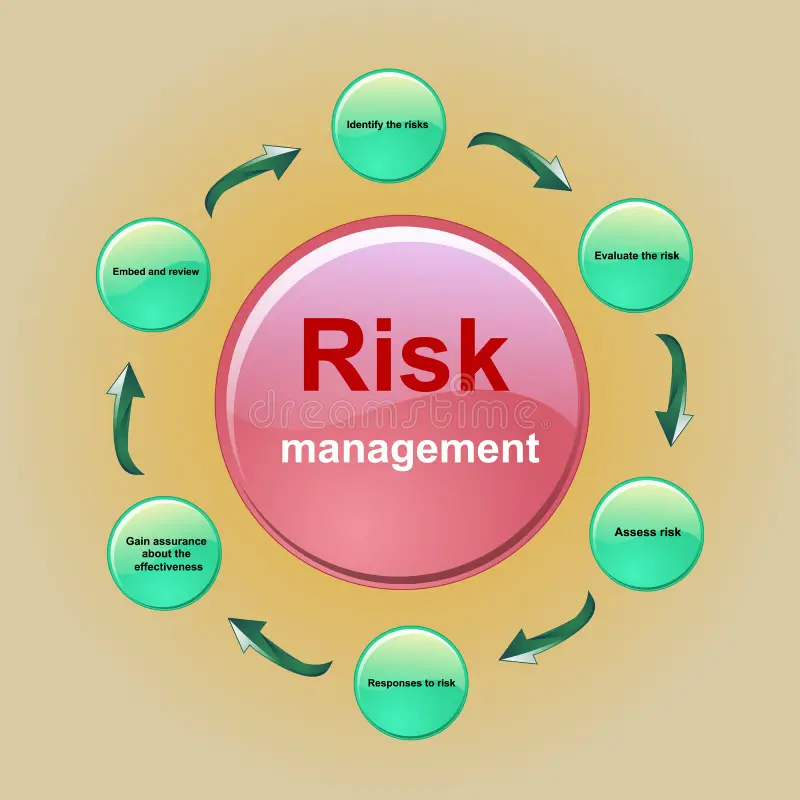 Identify the risks
Evaluate the risk
Assess risk
Responses to risk
Gain assurance
about the
effectiveness
Embed and review
Risk
management
dreamstime.